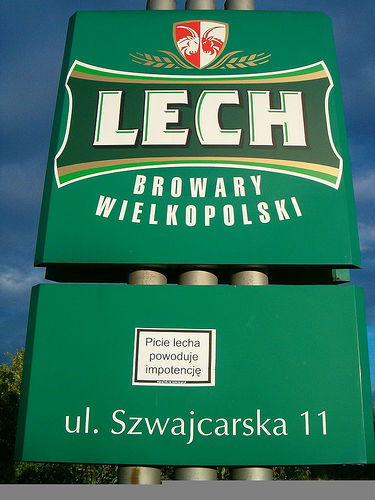 LECH
BROWARY
WIELKOPOLSKI
Picie lecha
powoduje
impotencję
ul. Szwajcarska 11